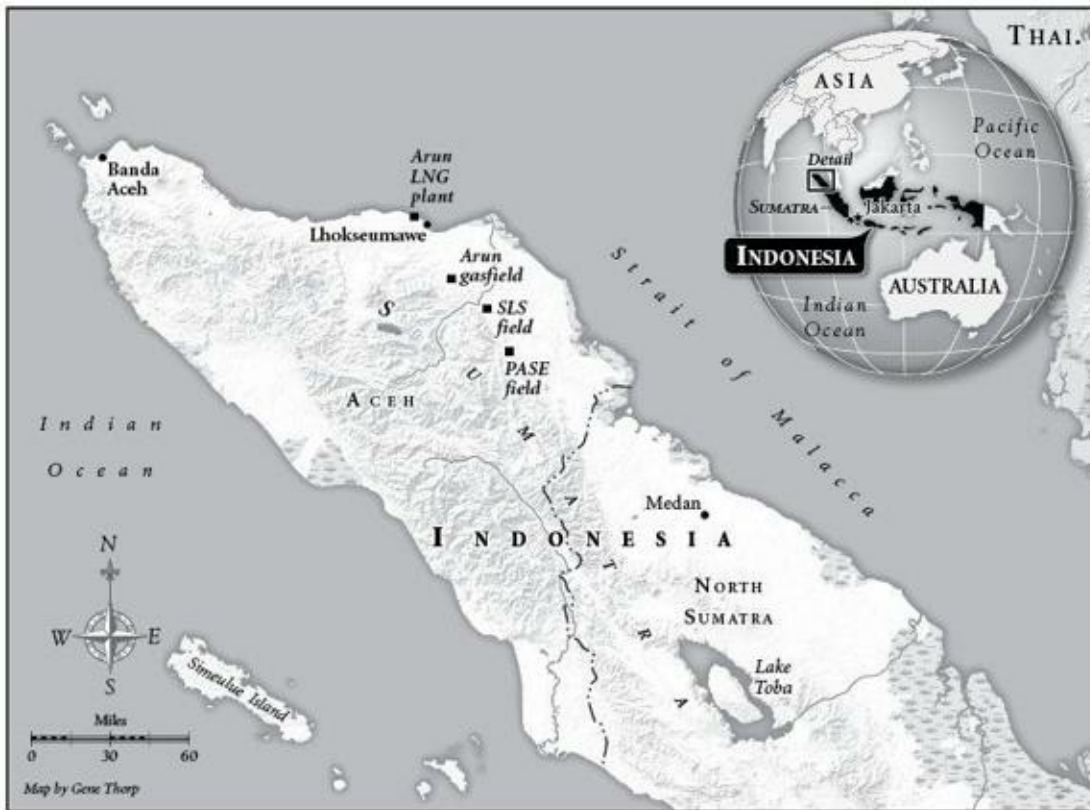 THAI.
ASIA
Pacific
Ocean
Detail
SUMATRA
Jakarta
INDONESIA
AUSTRALIA
Indian
Ocean
Banda
Aceh
Arun
LNG
plant
Lhokseumawe
Arun
gasfield
SLS
field
PASE
field
SUMATRA
ACEH
Strait of Malacca
Indian
Ocean
Medan
INDONESIA
NORTH
SUMATRA
Lake
Toba
N
W E
S
Simeulue Island
Miles
0 30 60
Map by Gene Thorp